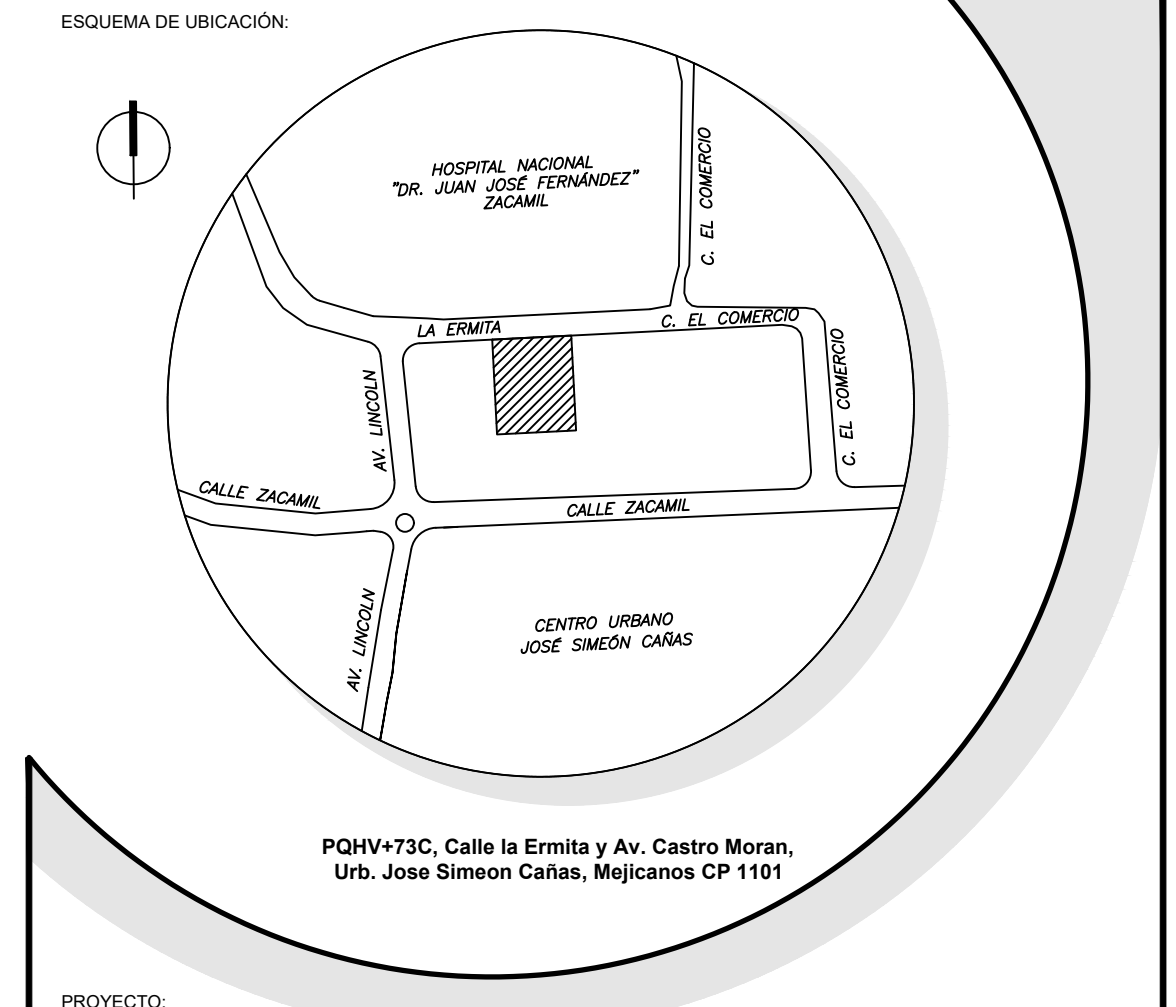 ESQUEMA DE UBICACIÓN:
HOSPITAL NACIONAL
"DR. JUAN JOSÉ FERNÁNDEZ"
ZACAMIL
C. EL COMERCIO
LA ERMITA
C. EL COMERCIO
C. EL COMERCIO
AV. LINCOLN
CALLE ZACAMIL
CALLE ZACAMIL
AV. LINCOLN
CENTRO URBANO
JOSÉ SIMEÓN CAÑAS
PQHV+73C, Calle la Ermita y Av. Castro Moran,
Urb. Jose Simeon Cañas, Mejicanos CP 1101
PROYECTO: